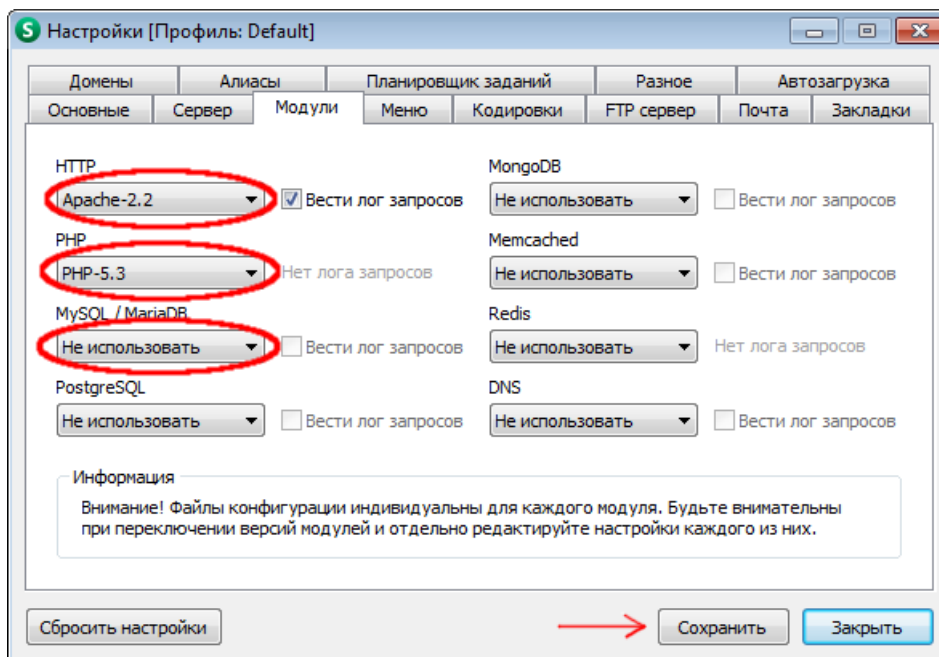 S Настройки [Профиль: Default]
Домены Алиасы Планировщик заданий Разное Автозагрузка
Основные Сервер Модули Меню Кодировки FTP сервер Почта Закладки
HTTP MongoDB
Apache-2.2 Вести лог запросов Не использовать Вести лог запросов
PHP Memcached
PHP-5.3 Нет лога запросов Не использовать Вести лог запросов
MySQL / MariaDB Redis
Не использовать Вести лог запросов Не использовать Нет лога запросов
PostgreSQL DNS
Не использовать Вести лог запросов Не использовать Вести лог запросов
Информация
Внимание! Файлы конфигурации индивидуальны для каждого модуля. Будьте внимательны
при переключении версий модулей и отдельно редактируйте настройки каждого из них.
Сбросить настройки Сохранить Закрыть